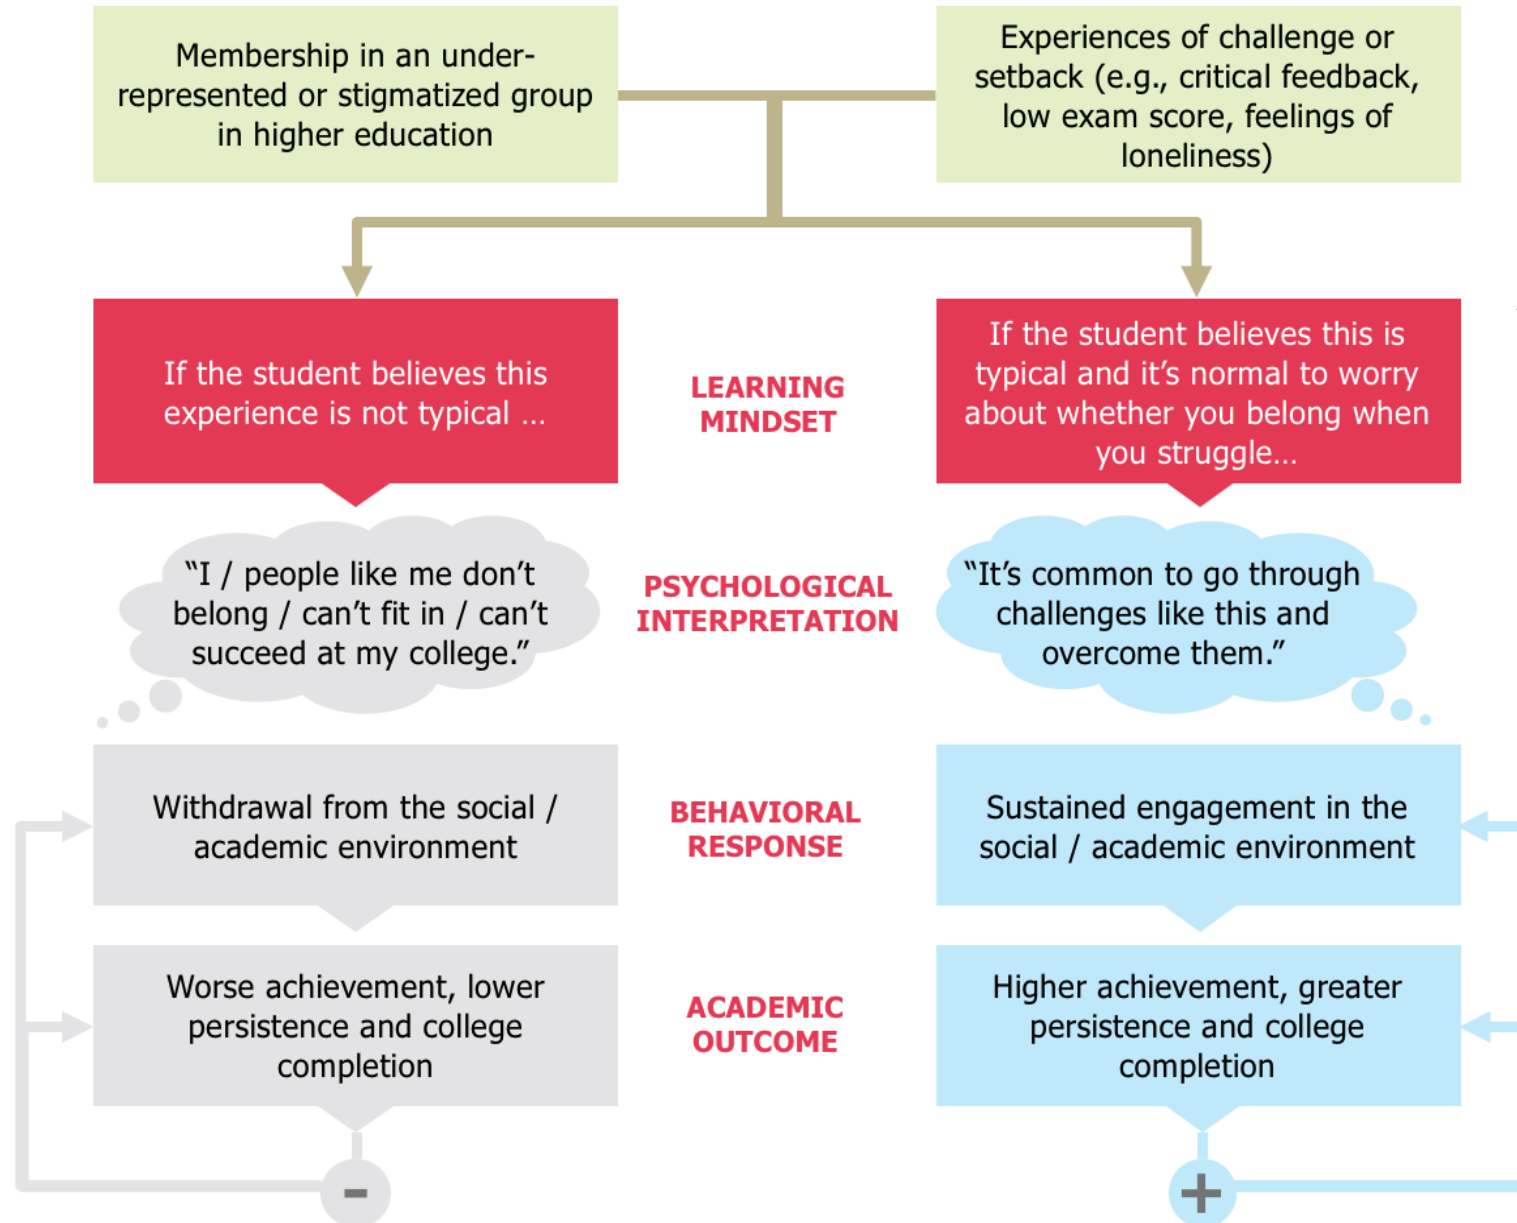 Membership in an under-
represented or stigmatized group
in higher education
Experiences of challenge or
setback (e.g., critical feedback,
low exam score, feelings of
loneliness)
If the student believes this
experience is not typical …
LEARNING
MINDSET
If the student believes this is
typical and it’s normal to worry
about whether you belong when
you struggle…
“I / people like me don’t
belong / can’t fit in / can’t
succeed at my college.”
PSYCHOLOGICAL
INTERPRETATION
“It’s common to go through
challenges like this and
overcome them.”
Withdrawal from the social /
academic environment
BEHAVIORAL
RESPONSE
Sustained engagement in the
social / academic environment
Worse achievement, lower
persistence and college
completion
ACADEMIC
OUTCOME
Higher achievement, greater
persistence and college
completion
-
+